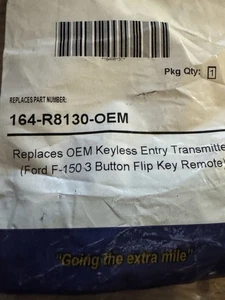 Pkg Qty: 1
REPLACES PART NUMBER:
164-R8130-OEM
Replaces OEM Keyless Entry Transmitte
(Ford F-150 3 Button Flip Key Remote)
"Going the extra mile"